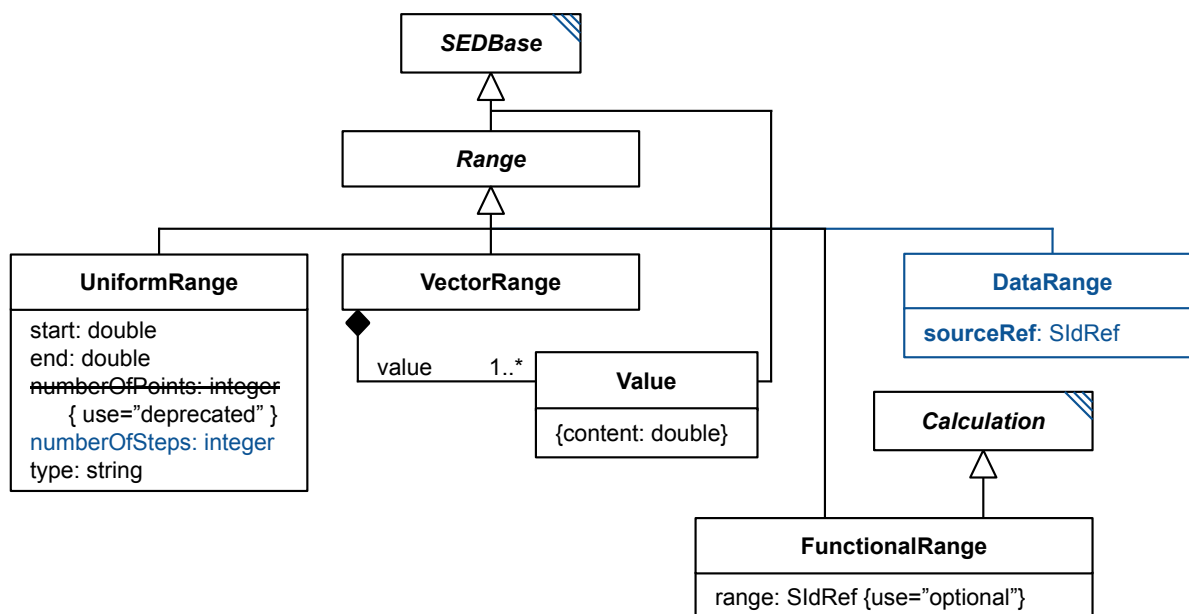 SEDBase
Range
UniformRange
start: double
end: double
numberOfPoints: integer
{ use=”deprecated” }
numberOfSteps: integer
type: string
VectorRange
value 1..*
Value
{content: double}
DataRange
sourceRef: SIdRef
Calculation
FunctionalRange
range: SIdRef {use=”optional”}